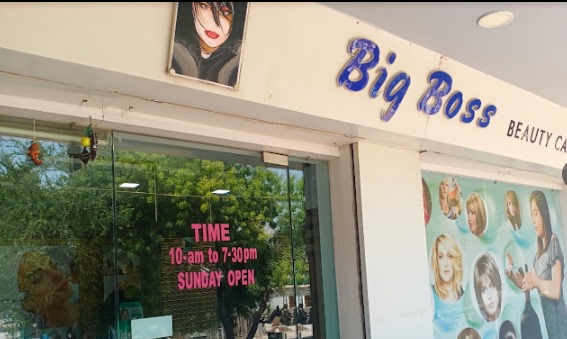 Big Boss
BEAUTY CA
TIME
10-am to 7-30pm
SUNDAY OPEN